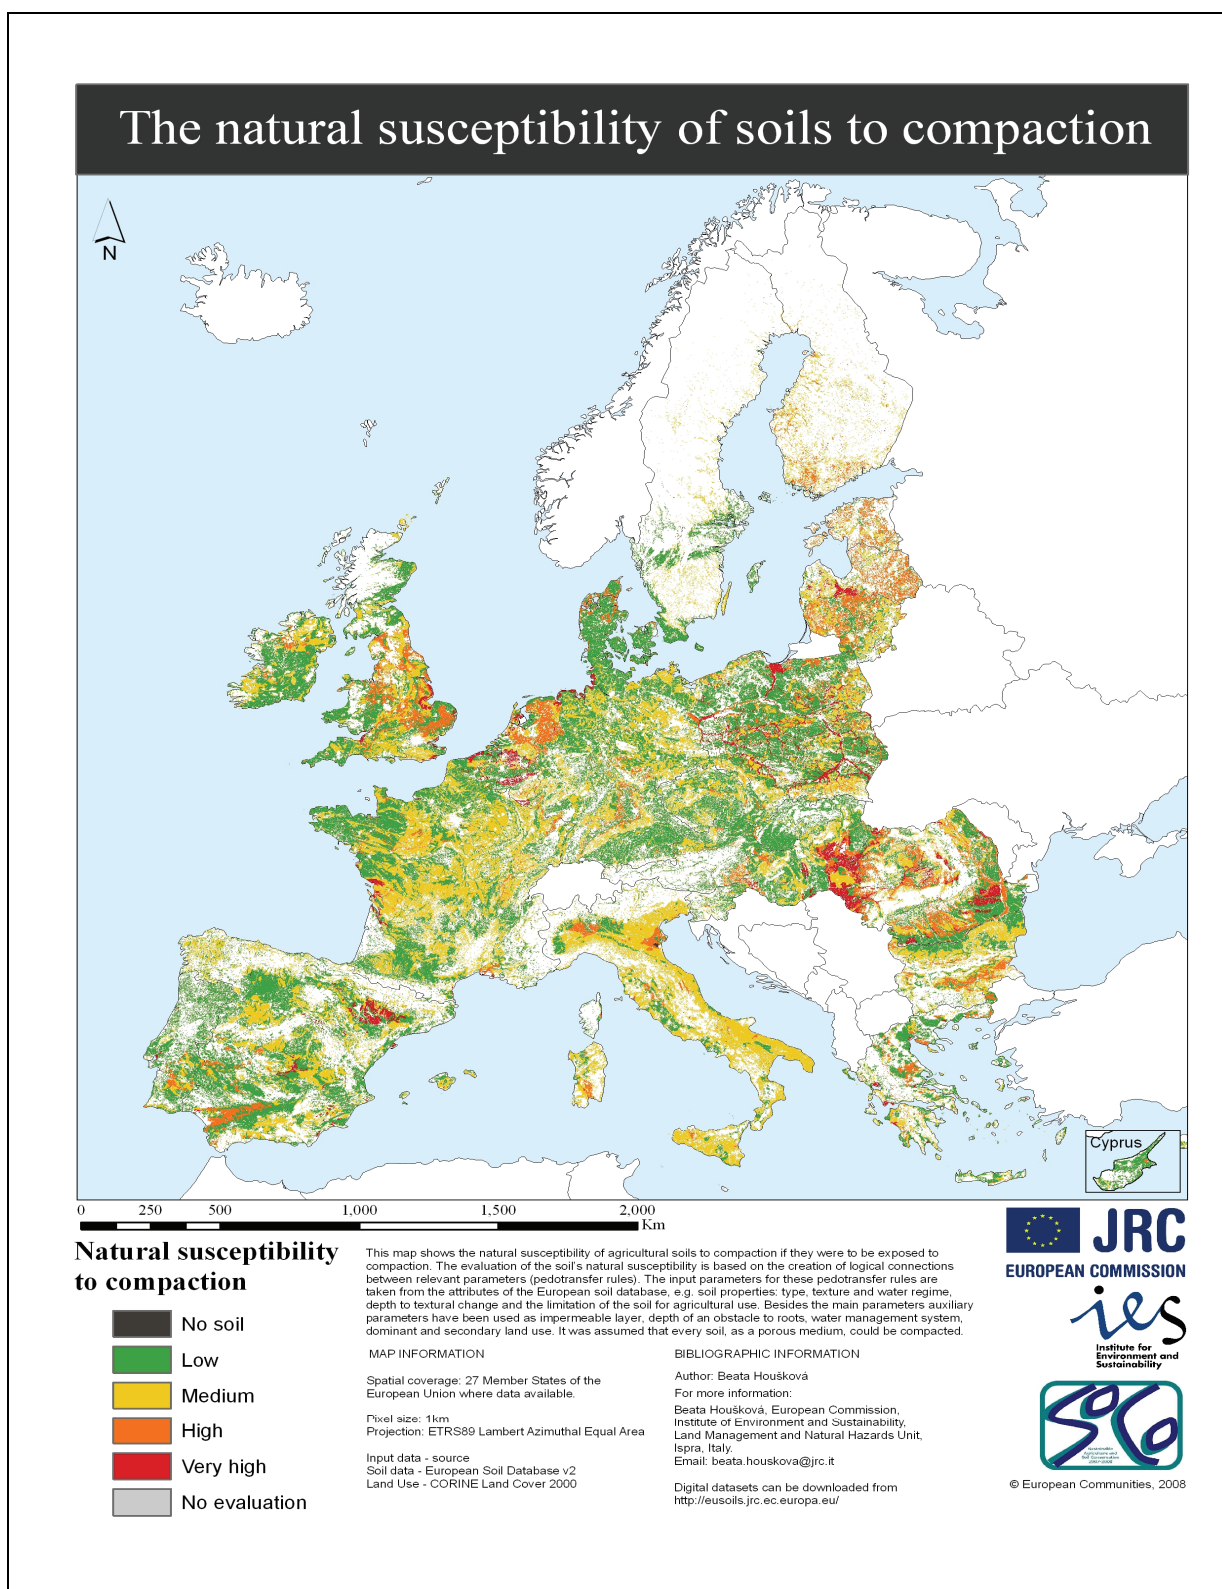 The natural susceptibility of soils to compaction
N
Cyprus
0 250 500 1,000 1,500 2,000
Km
Natural susceptibility
to compaction
No soil
Low
Medium
High
Very high
No evaluation
This map shows the natural susceptibility of agricultural soils to compaction if they were to be exposed to
compaction. The evaluation of the soil's natural susceptibility is based on the creation of logical connections
between relevant parameters (pedotransfer rules). The input parameters for these pedotransfer rules are
taken from the attributes of the European soil database, e.g. soil properties: type, texture and water regime,
depth to textural change and the limitation of the soil for agricultural use. Besides the main parameters auxiliary
parameters have been used as impermeable layer, depth of an obstacle to roots, water management system,
dominant and secondary land use. It was assumed that every soil, as a porous medium, could be compacted.
MAP INFORMATION
Spatial coverage: 27 Member States of the
European Union where data available.
Pixel size: 1km
Projection: ETRS89 Lambert Azimuthal Equal Area
Input data - source
Soil data - European Soil Database v2
Land Use - CORINE Land Cover 2000
BIBLIOGRAPHIC INFORMATION
Author: Beata Houšková
For more information:
Beata Houšková, European Commission,
Institute of Environment and Sustainability,
Land Management and Natural Hazards Unit,
Ispra, Italy.
Email: beata.houskova@jrc.it
Digital datasets can be downloaded from
http://eusoils.jrc.ec.europa.eu/
JRC
EUROPEAN COMMISSION
ies
Institute for
Environment and
Sustainability
SoCo
Sustainable
Agriculture and
Soil Conservation
2007-2008
© European Communities, 2008